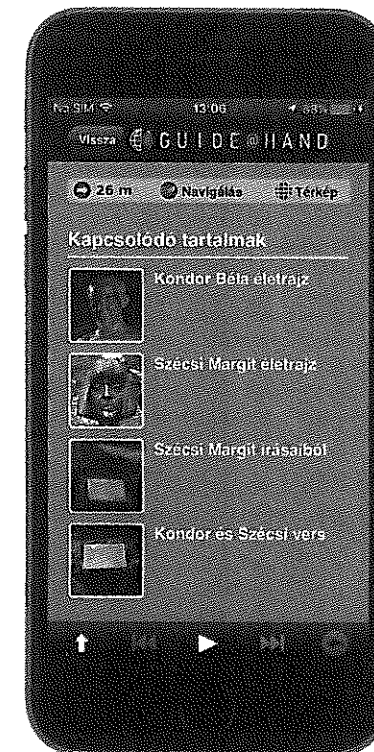 No SIM 13:06 88%
Vissza GUIDE@HAND
26 m Navigálás Térkép
Kapcsolódó tartalmak
Kondor Béla életrajz
Szécsi Margit életrajz
Szécsi Margit írásaiból
Kondor és Szécsi vers